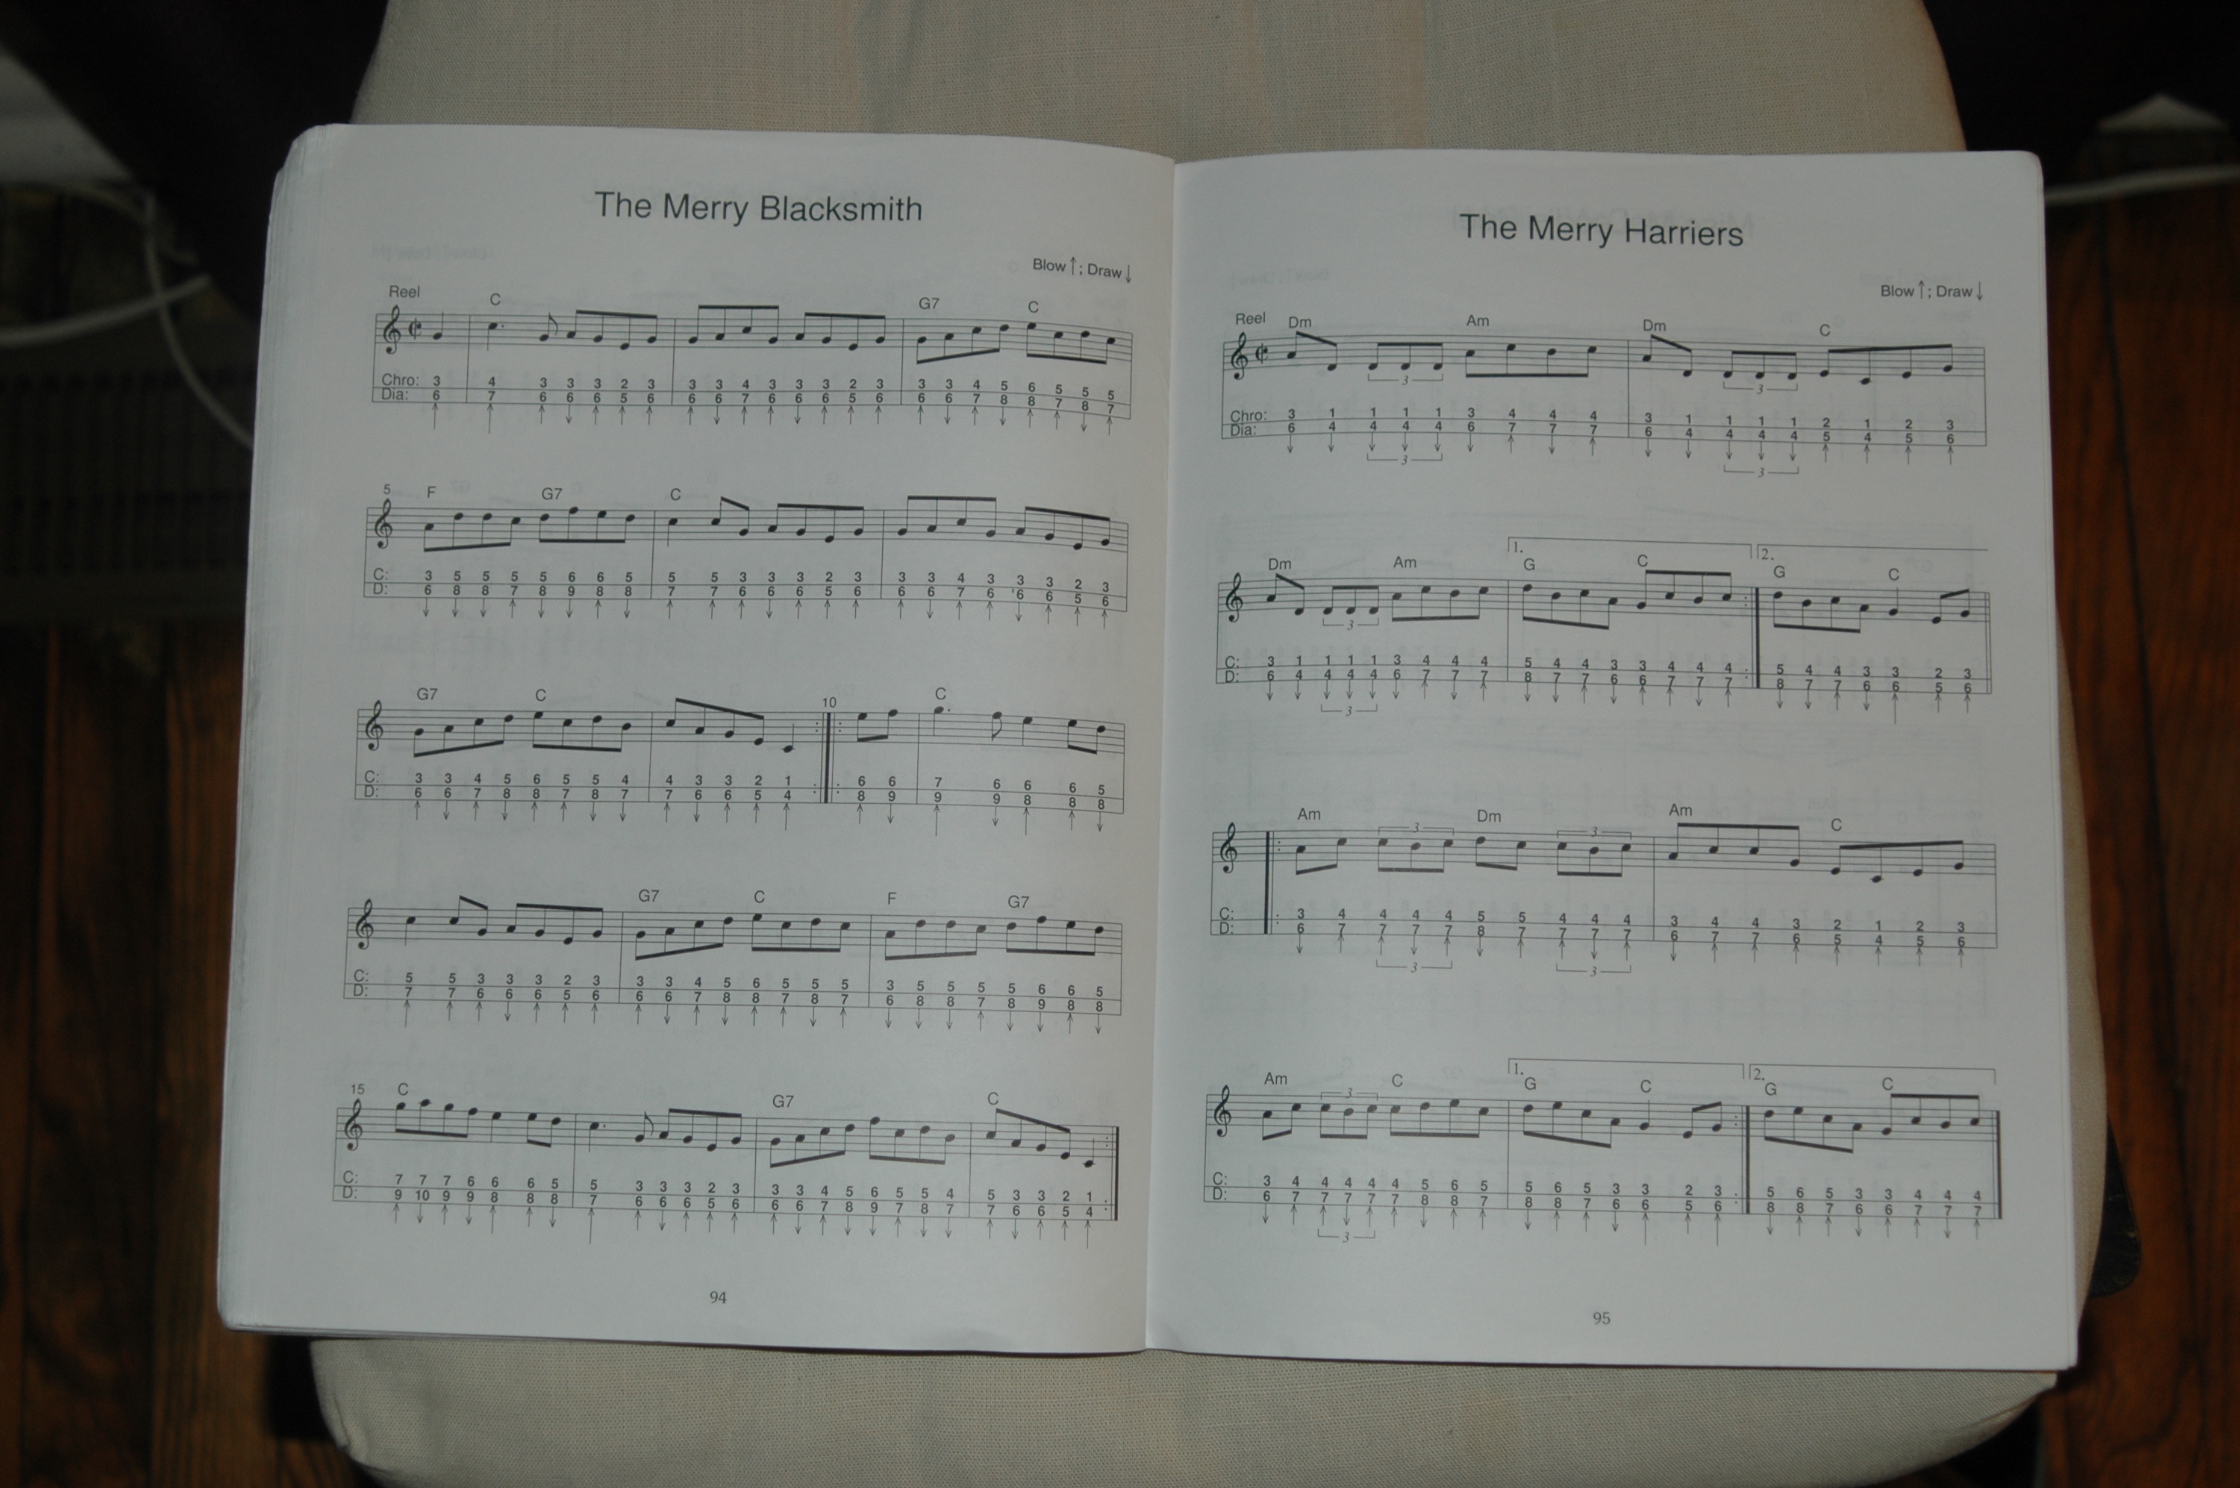 The Merry Blacksmith
Blow↑; Draw↓
Reel
C G7 C
Chro: 3 4 3 3 3 2 3 3 3 4 3 3 3 2 3 3 3 4 5 6 5 5 5
Dia: 6 7 6 6 6 5 6 6 6 7 6 6 6 5 6 6 6 7 8 8 7 8 7
5 F G7 C
C: 3 5 5 5 5 6 6 5 5 5 3 3 3 2 3 3 3 4 3 3 3 2 3
D: 6 8 8 7 8 9 8 8 7 7 6 6 6 5 6 6 6 7 6 6 6 5 6
G7 C 10 C
C: 3 3 4 5 6 5 5 4 4 3 3 2 1 6 6 7 6 6 6 5
D: 6 6 7 8 8 7 8 7 7 6 6 5 4 8 9 9 9 8 8 8
G7 C F G7
C: 5 5 3 3 3 2 3 3 3 4 5 6 5 5 5 3 5 5 5 5 6 6 5
D: 7 7 6 6 6 5 6 6 6 7 8 8 7 8 7 6 8 8 7 8 9 8 8
15 C G7 C
C: 7 7 7 6 6 6 5 5 3 3 3 2 3 3 3 4 5 6 5 5 4 5 3 3 2 1
D: 9 10 9 9 8 8 8 7 6 6 6 5 6 6 6 7 8 9 7 8 7 7 6 6 5 4
94
The Merry Harriers
Blow↑; Draw↓
Reel Dm Am Dm C
3 3
Chro: 3 1 1 1 1 3 4 4 4 3 1 1 1 1 2 1 2 3
Dia: 6 4 4 4 4 6 7 7 7 6 4 4 4 4 5 4 5 6
3 3
1. 2.
Dm Am G C G C
3
C: 3 1 1 1 1 3 4 4 4 5 4 4 3 3 4 4 4 5 4 4 3 3 2 3
D: 6 4 4 4 4 6 7 7 7 8 7 7 6 6 7 7 7 8 7 7 6 6 5 6
3
Am Dm Am C
3 3
C: 3 4 4 4 4 5 5 4 4 4 3 4 4 3 2 1 2 3
D: 6 7 7 7 7 8 7 7 7 7 6 7 7 6 5 4 5 6
3 3
1. 2.
Am C G C G C
3
C: 3 4 4 4 4 4 5 6 5 5 6 5 3 3 2 3 5 6 5 3 3 4 4 4
D: 6 7 7 7 7 7 8 8 7 8 8 7 6 6 5 6 8 8 7 6 6 7 7 7
3
95